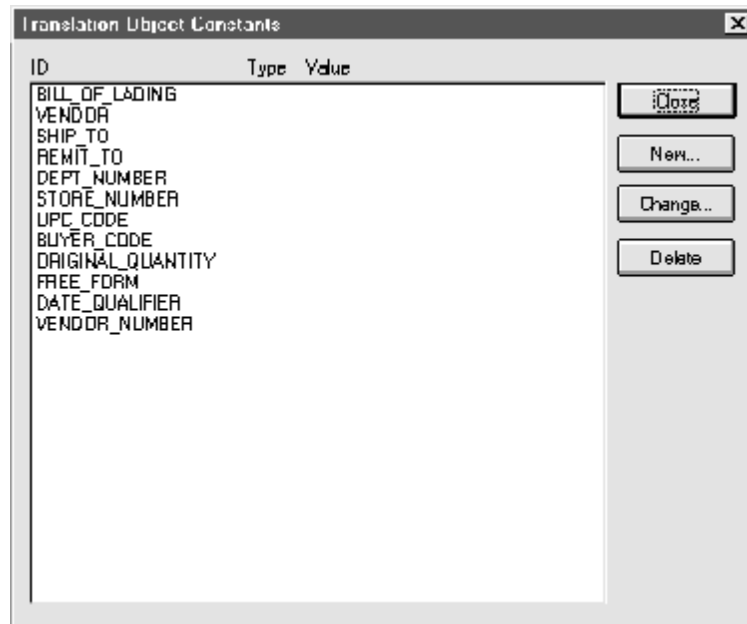 Translation Object Constants
ID Type Value
BILL_OF_LADING
VENDOR
SHIP_TO
REMIT_TO
DEPT_NUMBER
STORE_NUMBER
UPC_CODE
BUYER_CODE
ORIGINAL_QUANTITY
FREE_FORM
DATE_QUALIFIER
VENDOR_NUMBER
Close
New...
Change...
Delete